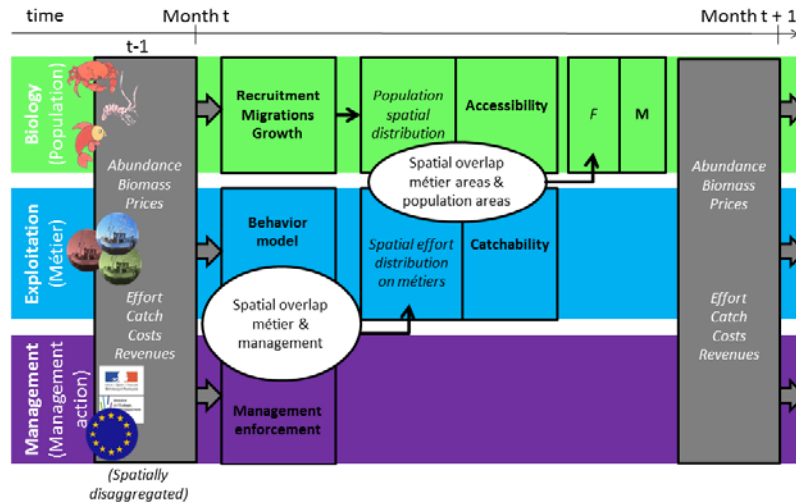 time
Month t
Month t + 1
t-1
Biology
(Population)
Recruitment
Migrations
Growth
Population
spatial
distribution
Accessibility
F
M
Abundance
Biomass
Prices
Spatial overlap
métier areas &
population areas
Abundance
Biomass
Prices
Exploitation
(Métier)
Behavior
model
Spatial effort
distribution
on métiers
Catchability
Effort
Catch
Costs
Revenues
Spatial overlap
métier &
management
Effort
Catch
Costs
Revenues
Management
(Management
action)
Management
enforcement
(Spatially
disaggregated)